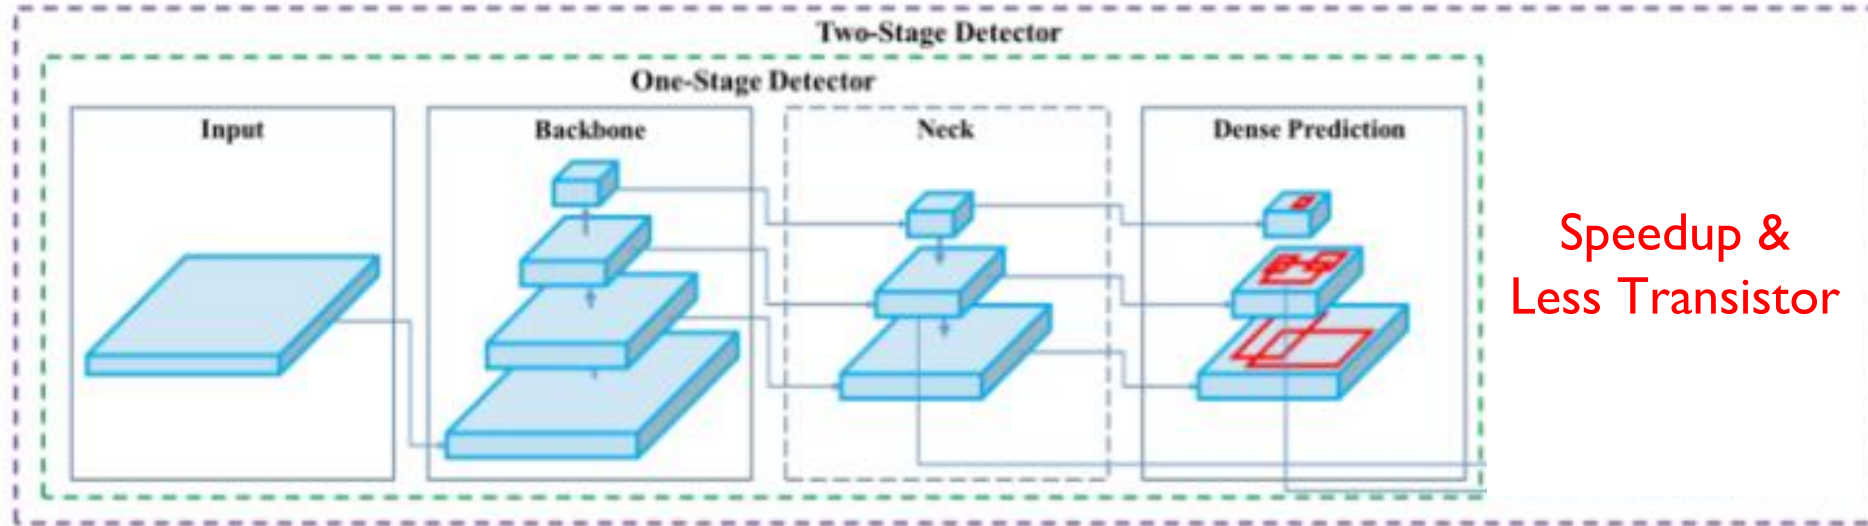 Two-Stage Detector
One-Stage Detector
Input
Backbone
Neck
Dense Prediction
Speedup &
Less Transistor